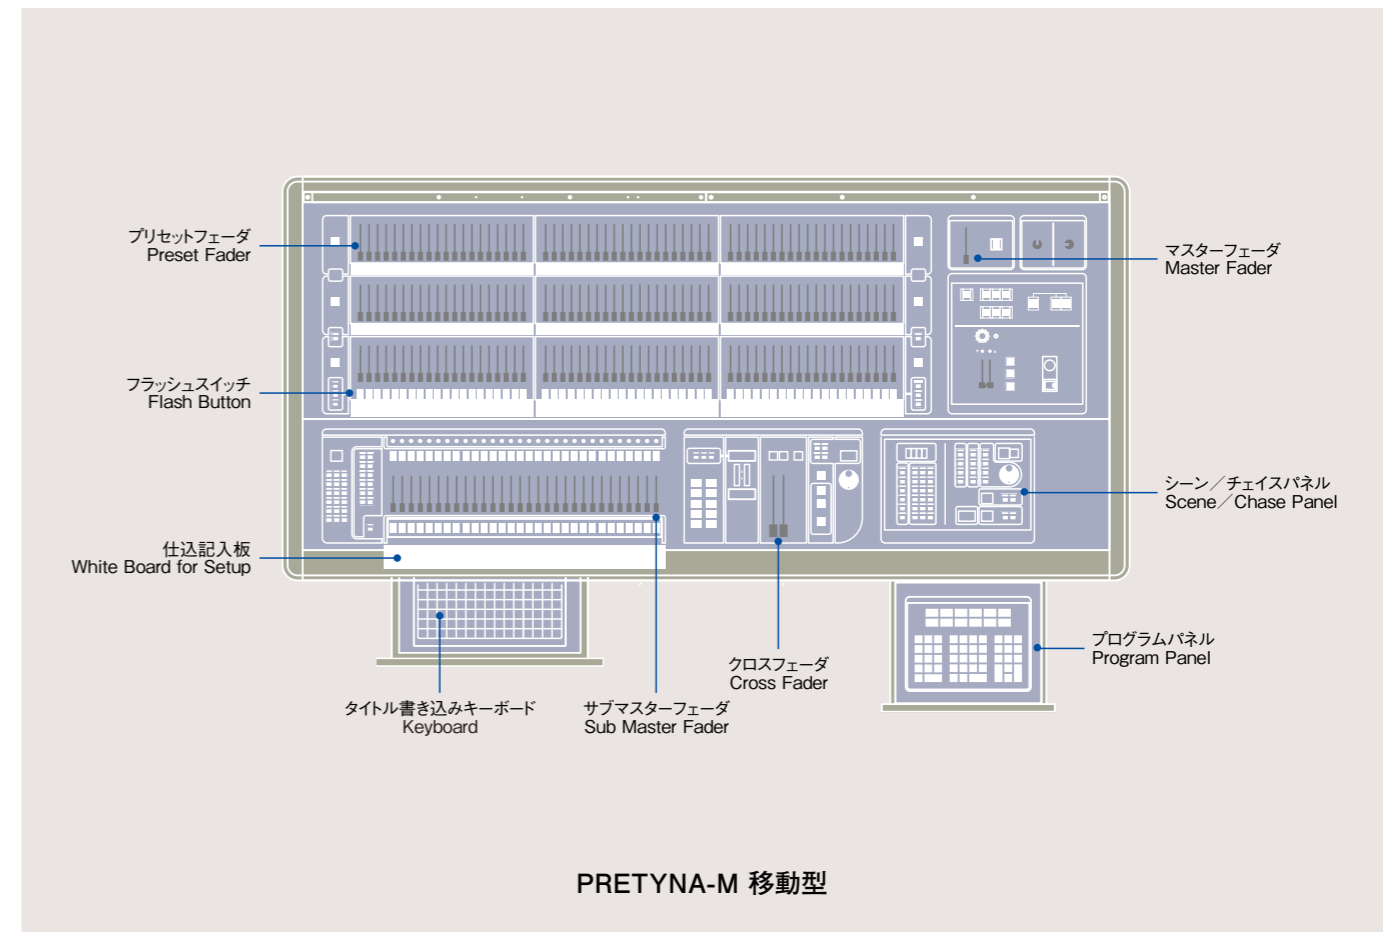 プリセットフェーダ
Preset Fader
マスターフェーダ
Master Fader
フラッシュスイッチ
Flash Button
シーン／チェイスパネル
Scene／Chase Panel
仕込記入板
White Board for Setup
プログラムパネル
Program Panel
クロスフェーダ
Cross Fader
タイトル書き込みキーボード
Keyboard
サブマスターフェーダ
Sub Master Fader
PRETYNA-M 移動型